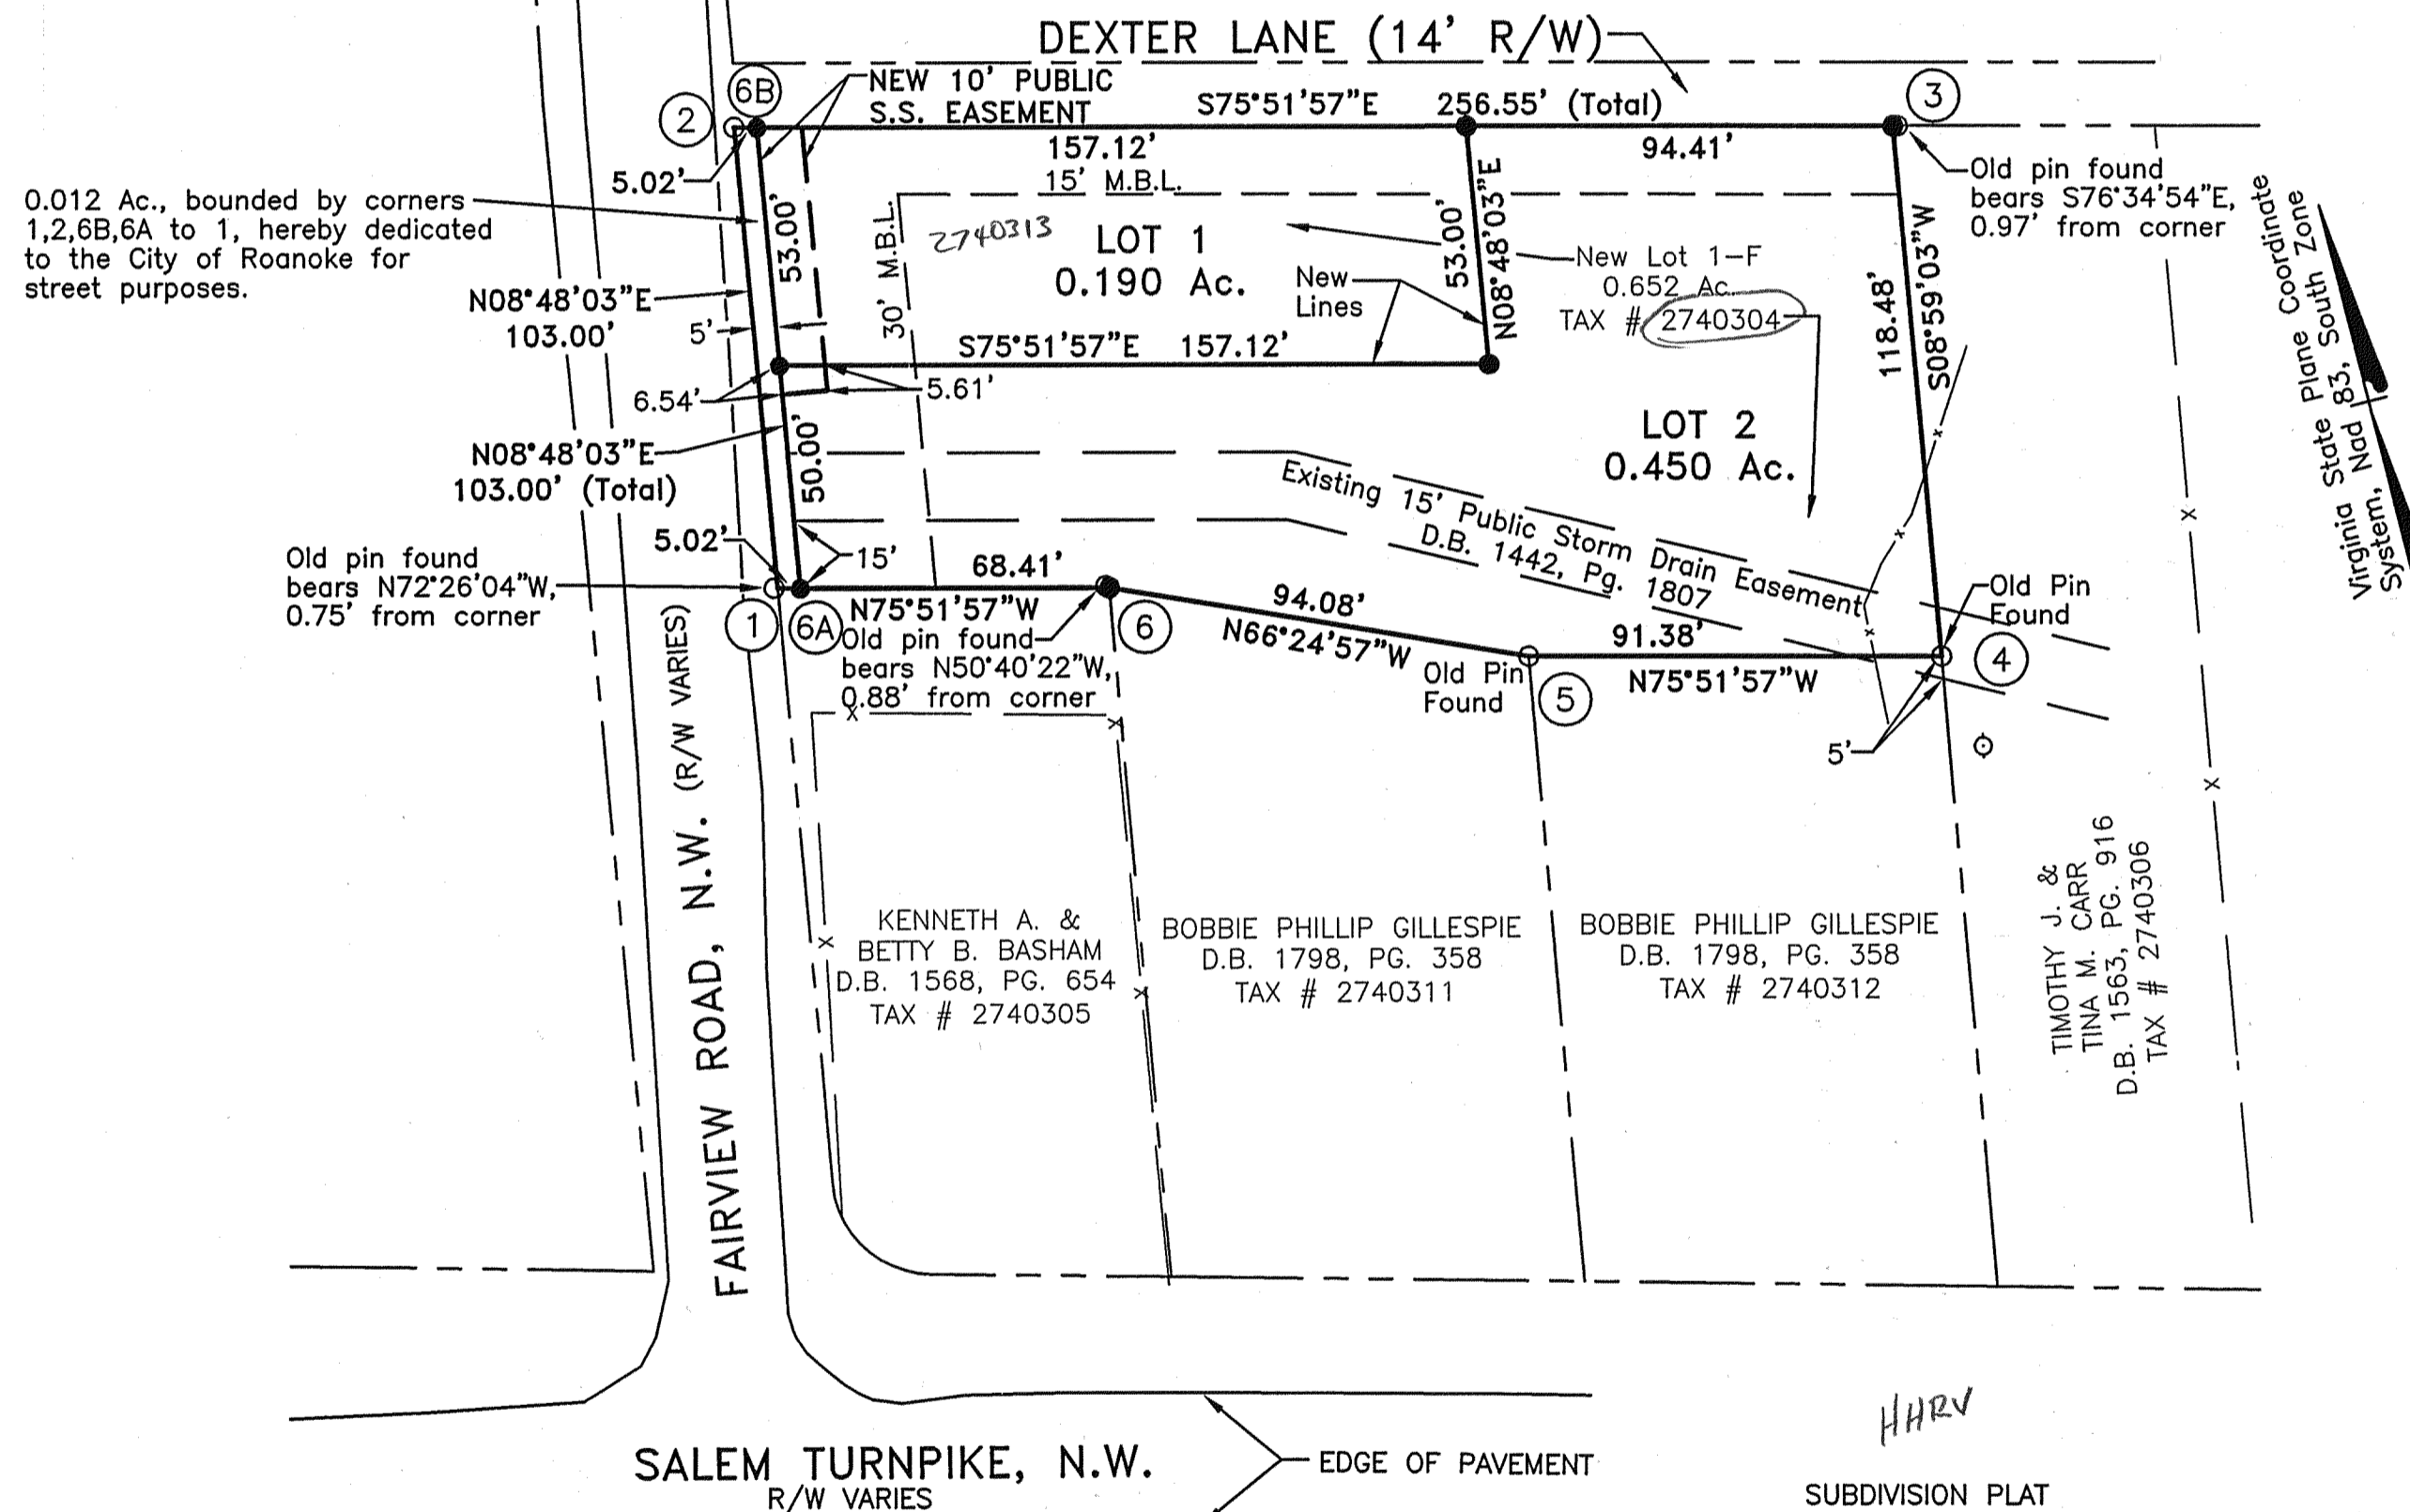 DEXTER LANE (14' R/W)
NEW 10' PUBLIC
S.S. EASEMENT
S75°51'57"E 256.55' (Total)
6B
2
3
157.12'
94.41'
15' M.B.L.
5.02'
Old pin found
bears S76°34'54"E,
0.97' from corner
0.012 Ac., bounded by corners
1,2,6B,6A to 1, hereby dedicated
to the City of Roanoke for
street purposes.
53.00'
30' M.B.L.
2740313
LOT 1
0.190 Ac.
53.00'
N08°48'03"E
New Lot 1-F
0.652 Ac.
TAX # 2740304
New
Lines
118.48'
S08°59'03"W
Virginia State Plane Coordinate
System, Nad 83, South Zone
N08°48'03"E
103.00'
5'
S75°51'57"E 157.12'
6.54'
5.61'
N08°48'03"E
103.00' (Total)
50.00'
LOT 2
0.450 Ac.
Existing 15' Public Storm Drain Easement
D.B. 1442, Pg. 1807
5.02'
15'
Old pin found
bears N72°26'04"W,
0.75' from corner
68.41'
N75°51'57"W
1
6A
Old pin found
bears N50°40'22"W,
0.88' from corner
6
94.08'
N66°24'57"W
91.38'
N75°51'57"W
Old Pin
Found
5
Old Pin
Found
4
5'
x
x
x
x
x
x
x
x
x
x
FAIRVIEW ROAD, N.W. (R/W VARIES)
KENNETH A. &
BETTY B. BASHAM
D.B. 1568, PG. 654
TAX # 2740305
BOBBIE PHILLIP GILLESPIE
D.B. 1798, PG. 358
TAX # 2740311
BOBBIE PHILLIP GILLESPIE
D.B. 1798, PG. 358
TAX # 2740312
TIMOTHY J. &
TINA M. CARR
D.B. 1563, PG. 916
TAX # 2740306
SALEM TURNPIKE, N.W.
R/W VARIES
EDGE OF PAVEMENT
HHRV
SUBDIVISION PLAT